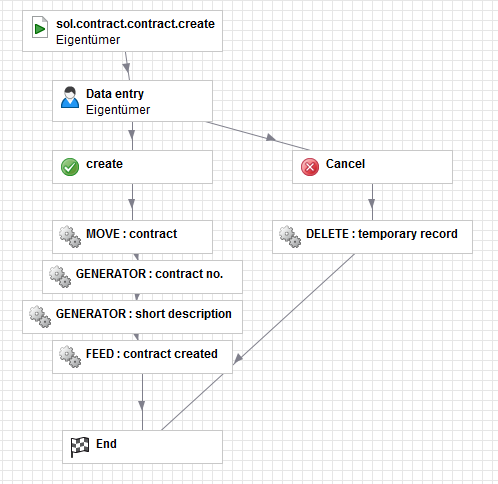 sol.contract.contract.create
Eigentümer
Data entry
Eigentümer
create
Cancel
MOVE : contract
DELETE : temporary record
GENERATOR : contract no.
GENERATOR : short description
FEED : contract created
End